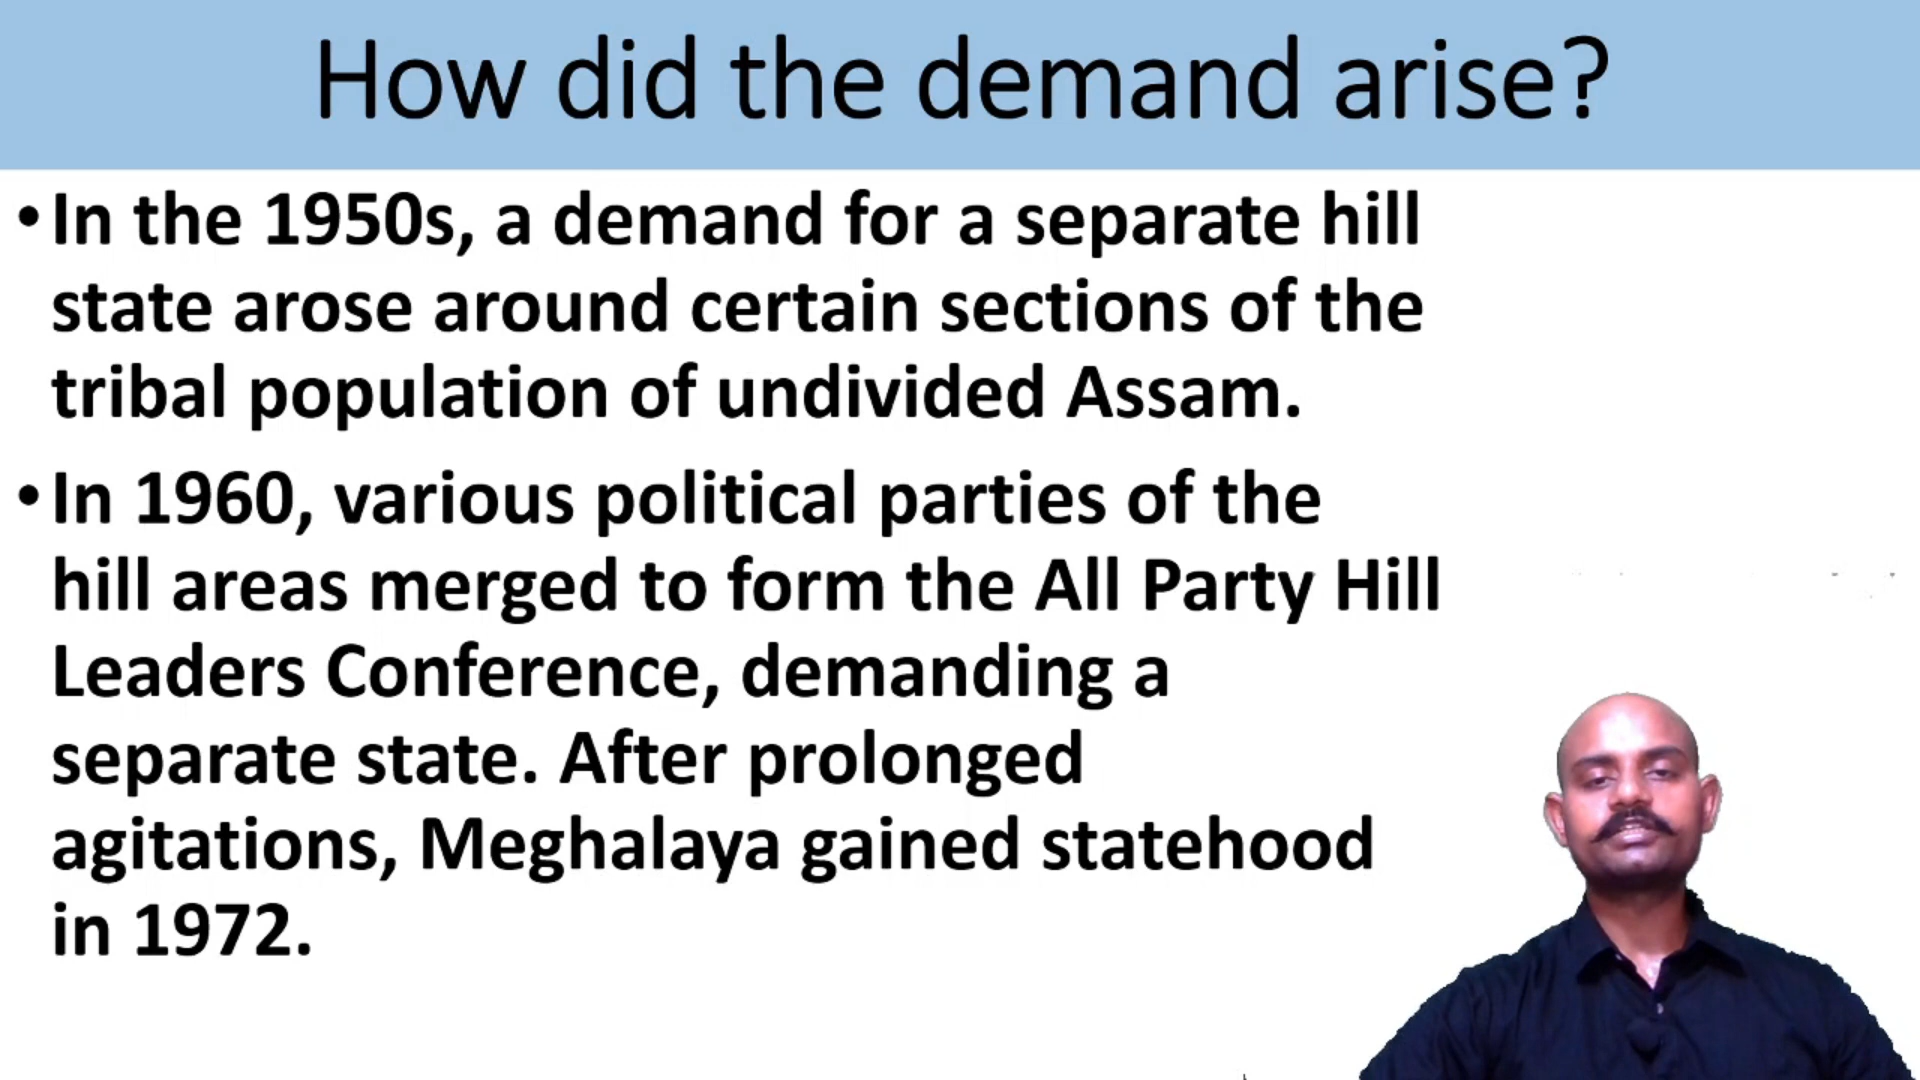 How did the demand arise?
•In the 1950s, a demand for a separate hill
state arose around certain sections of the
tribal population of undivided Assam.
•In 1960, various political parties of the
hill areas merged to form the All Party Hill
Leaders Conference, demanding a
separate state. After prolonged
agitations, Meghalaya gained statehood
in 1972.